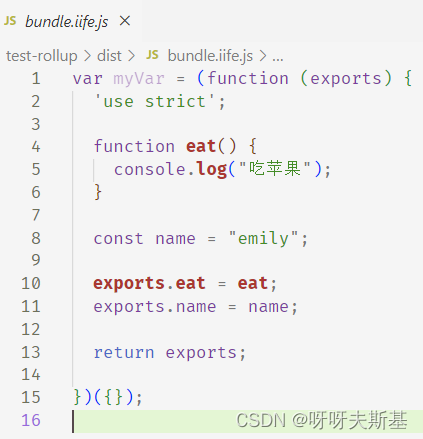 JS bundle.iife.js ×
test-rollup > dist > JS bundle.iife.js > ...
1 var myVar = (function (exports) {
2   'use strict';
3
4   function eat() {
5     console.log("吃苹果");
6   }
7
8   const name = "emily";
9
10   exports.eat = eat;
11   exports.name = name;
12
13   return exports;
14
15 })({});
16
CSDN @呀呀夫斯基